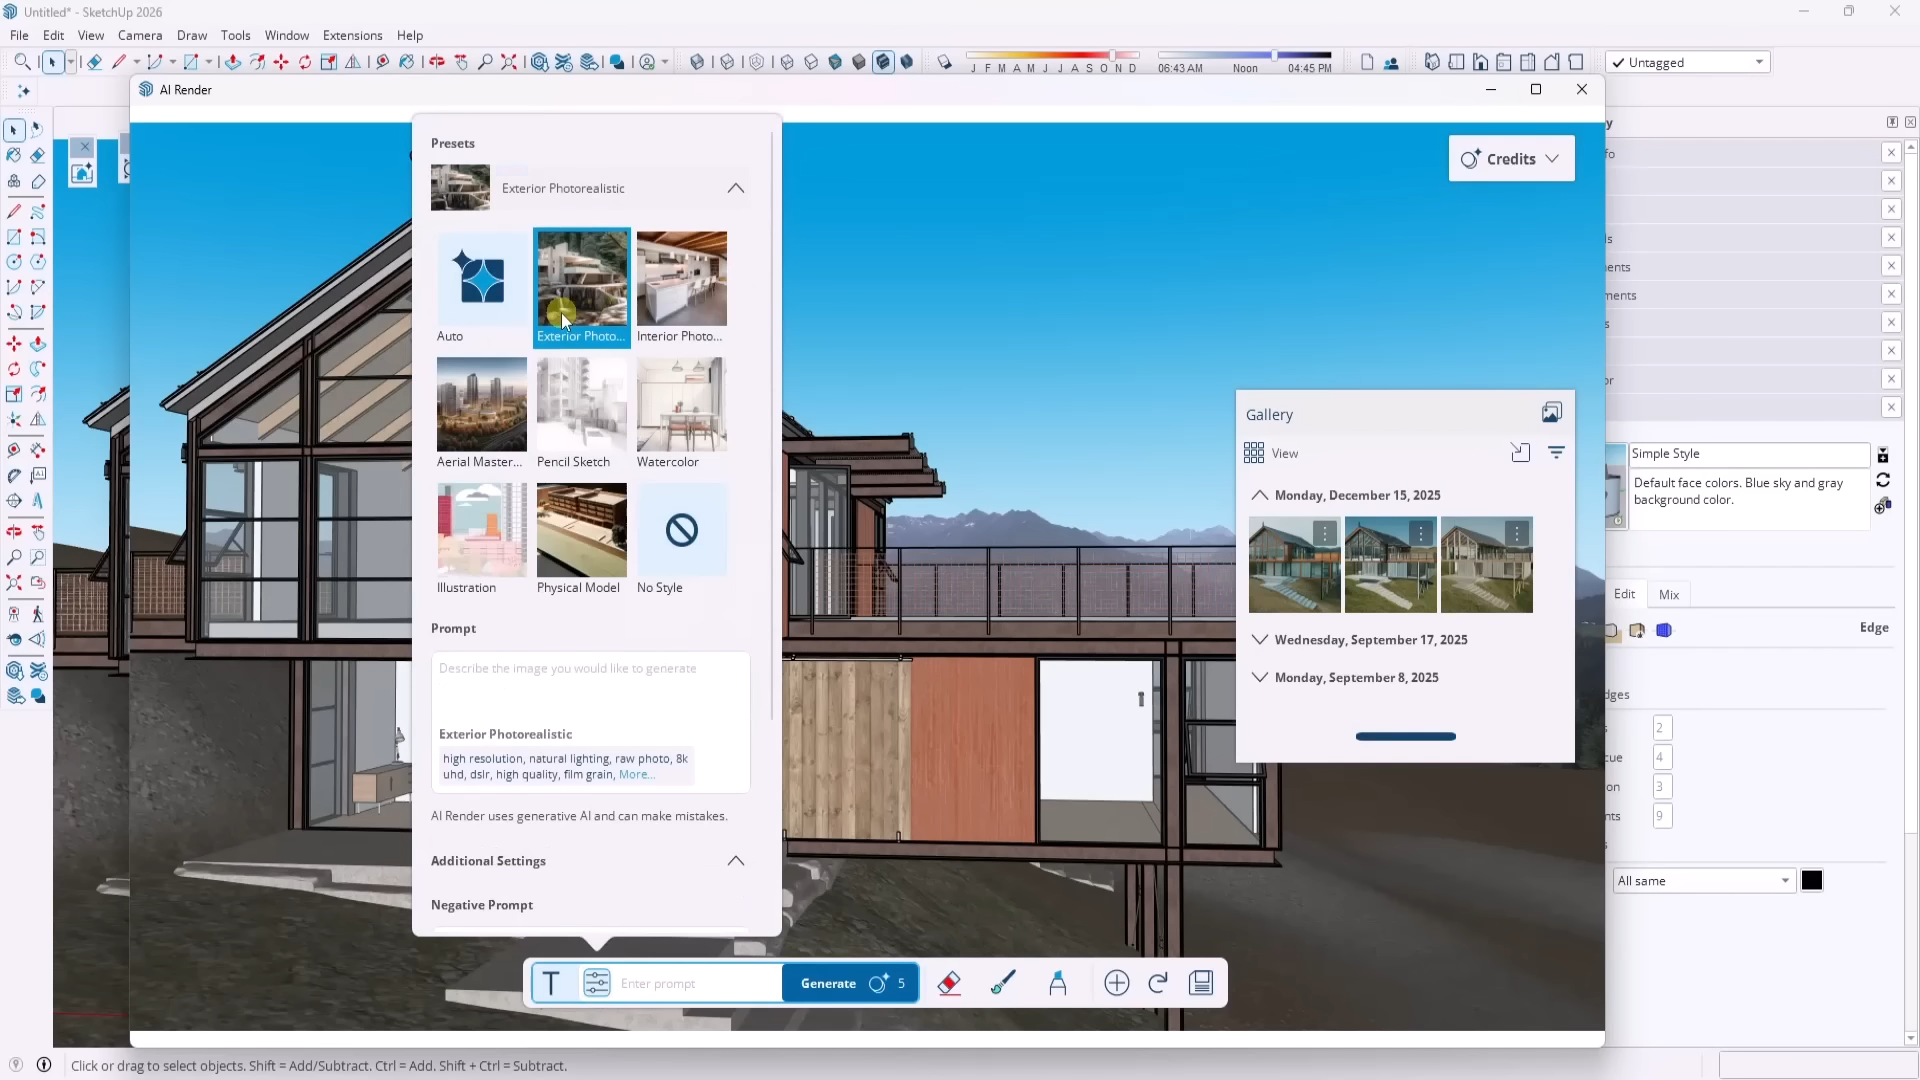 Untitled* - SketchUp 2026
File Edit View Camera Draw Tools Window Extensions Help
J F M A M J J A S O N D
06:43 AM Noon 04:45 PM
Untagged
AI Render
Presets
Exterior Photorealistic
Credits
Auto
Exterior Photo...
Interior Photo...
Aerial Master...
Pencil Sketch
Watercolor
Illustration
Physical Model
No Style
Prompt
Describe the image you would like to generate
Exterior Photorealistic
high resolution, natural lighting, raw photo, 8k
uhd, dslr, high quality, film grain, More...
AI Render uses generative AI and can make mistakes.
Additional Settings
Negative Prompt
T
Enter prompt
Generate 5
Gallery
View
Monday, December 15, 2025
Wednesday, September 17, 2025
Monday, September 8, 2025
Simple Style
Default face colors. Blue sky and gray
background color.
Edit Mix
Edge
2
4
3
9
All same
Click or drag to select objects. Shift = Add/Subtract. Ctrl = Add. Shift + Ctrl = Subtract.